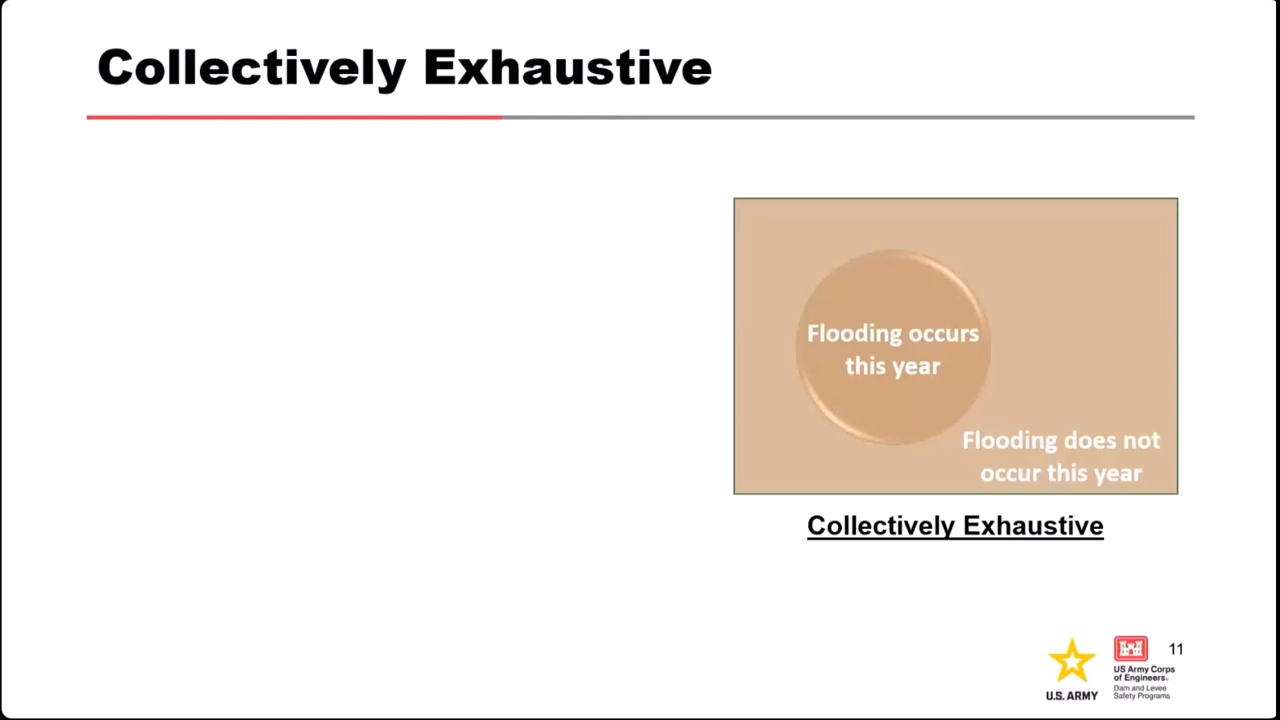 Collectively Exhaustive
Flooding occurs
this year
Flooding does not
occur this year
Collectively Exhaustive
U.S. ARMY
US Army Corps
of Engineers®
Dam and Levee
Safety Programs
11